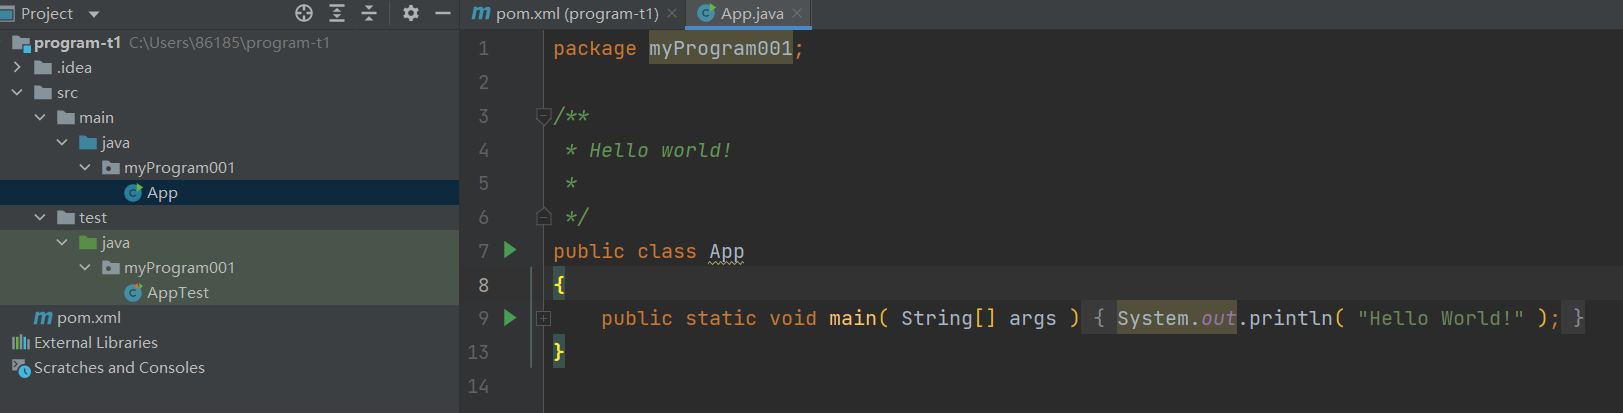 Project
program-t1 C:\Users\86185\program-t1
.idea
src
main
java
myProgram001
App
test
java
myProgram001
AppTest
pom.xml
External Libraries
Scratches and Consoles
pom.xml (program-t1) App.java
1 package myProgram001;
2
3 /**
4 * Hello world!
5 *
6 */
7 public class App
8 {
9 public static void main( String[] args ) { System.out.println( "Hello World!" ); }
13 }
14